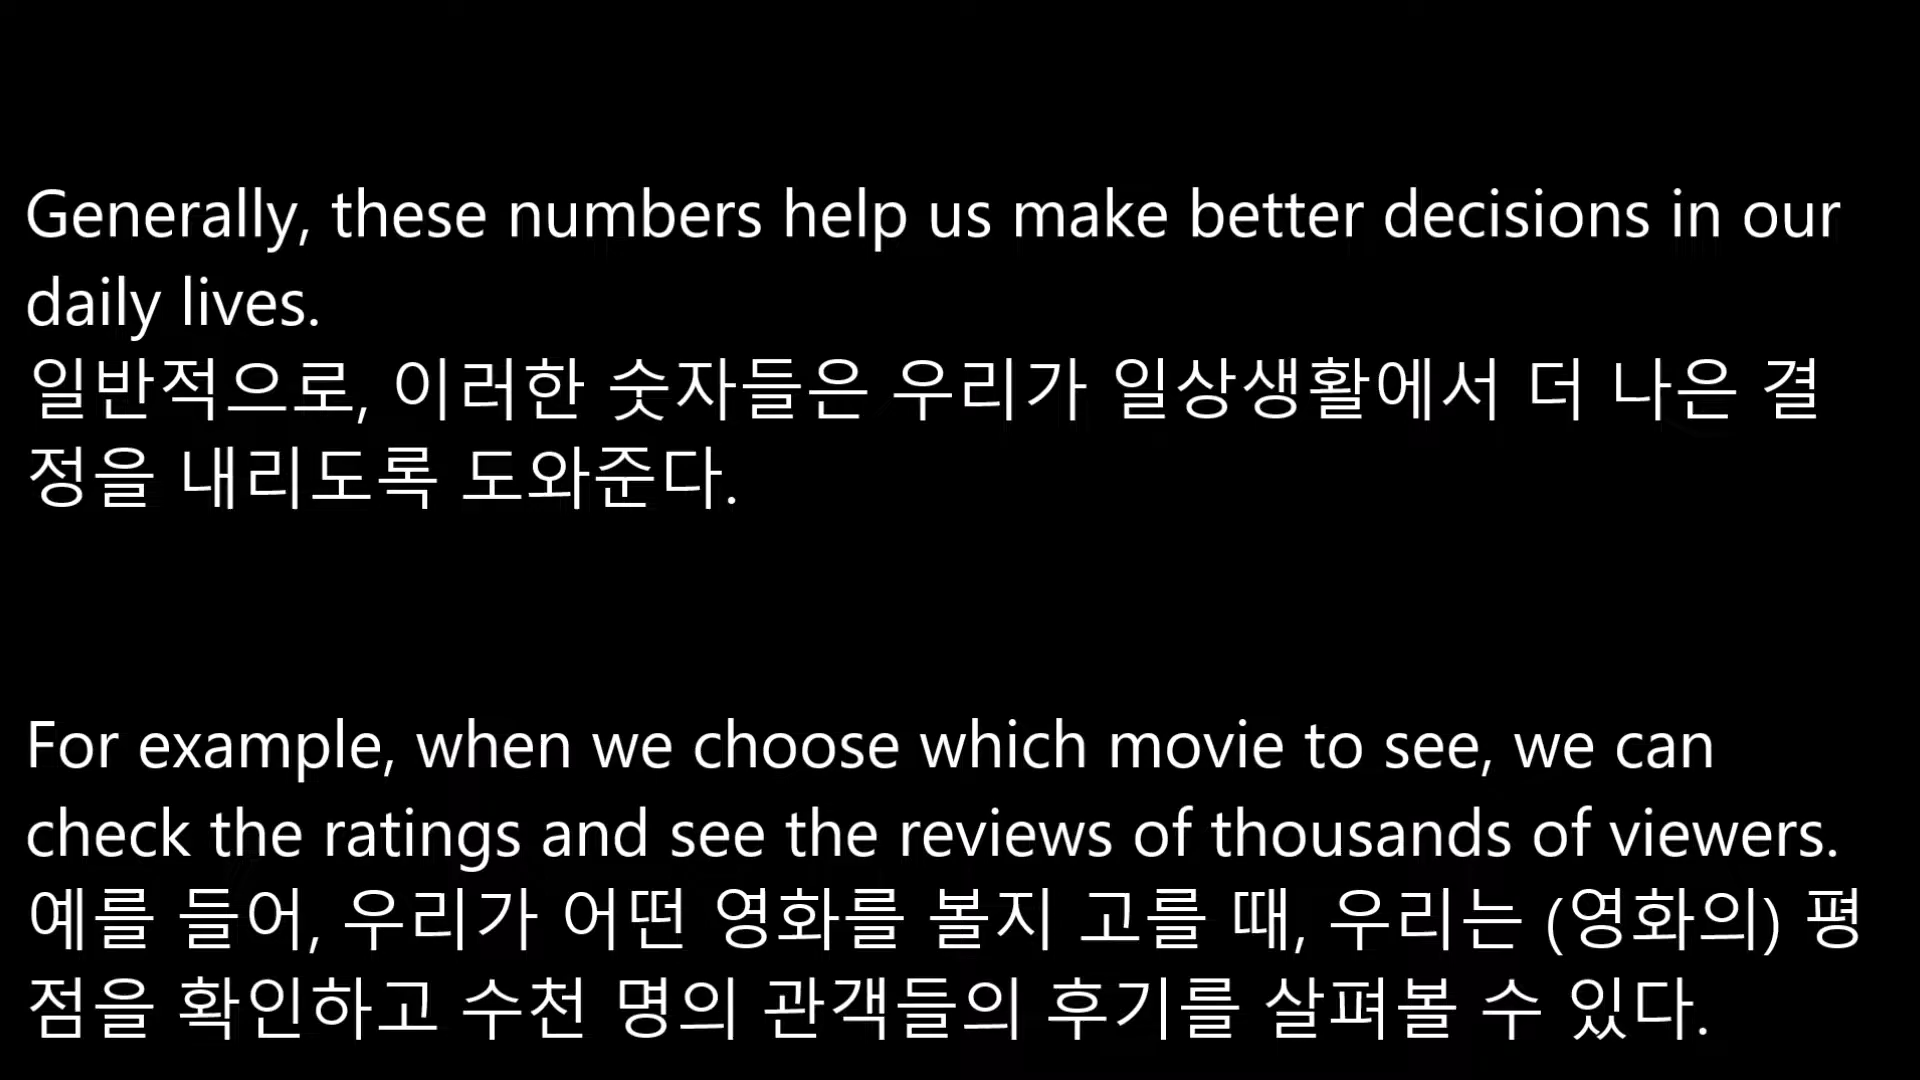 Generally, these numbers help us make better decisions in our
daily lives.
일반적으로, 이러한 숫자들은 우리가 일상생활에서 더 나은 결
정을 내리도록 도와준다.
For example, when we choose which movie to see, we can
check the ratings and see the reviews of thousands of viewers.
예를 들어, 우리가 어떤 영화를 볼지 고를 때, 우리는 (영화의) 평
점을 확인하고 수천 명의 관객들의 후기를 살펴볼 수 있다.